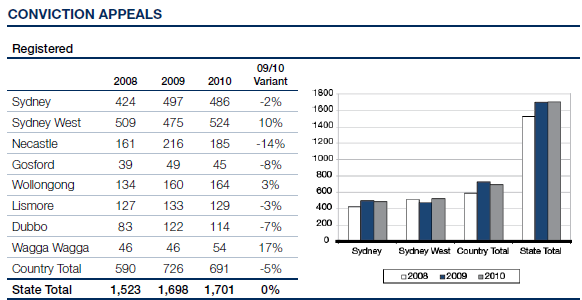 CONVICTION APPEALS
Registered
2008 2009 2010 09/10 Variant
Sydney 424 497 486 -2%
Sydney West 509 475 524 10%
Necastle 161 216 185 -14%
Gosford 39 49 45 -8%
Wollongong 134 160 164 3%
Lismore 127 133 129 -3%
Dubbo 83 122 114 -7%
Wagga Wagga 46 46 54 17%
Country Total 590 726 691 -5%
State Total 1,523 1,698 1,701 0%
1800
1600
1400
1200
1000
800
600
400
200
0
Sydney Sydney West Country Total State Total
2008 2009 2010